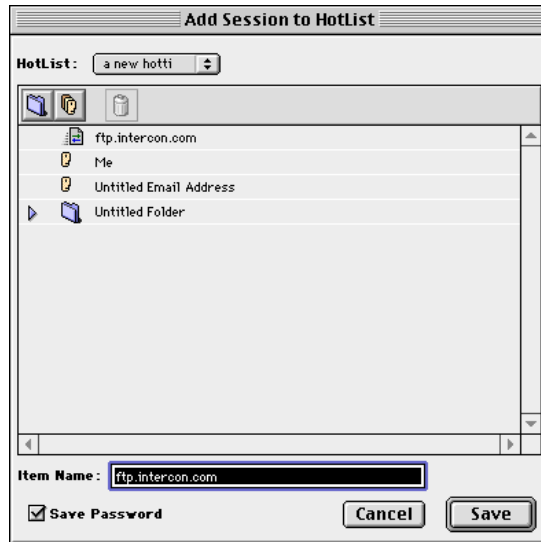 Add Session to HotList
HotList: a new hotti
ftp.intercon.com
Me
Untitled Email Address
Untitled Folder
Item Name: ftp.intercon.com
Save Password Cancel Save